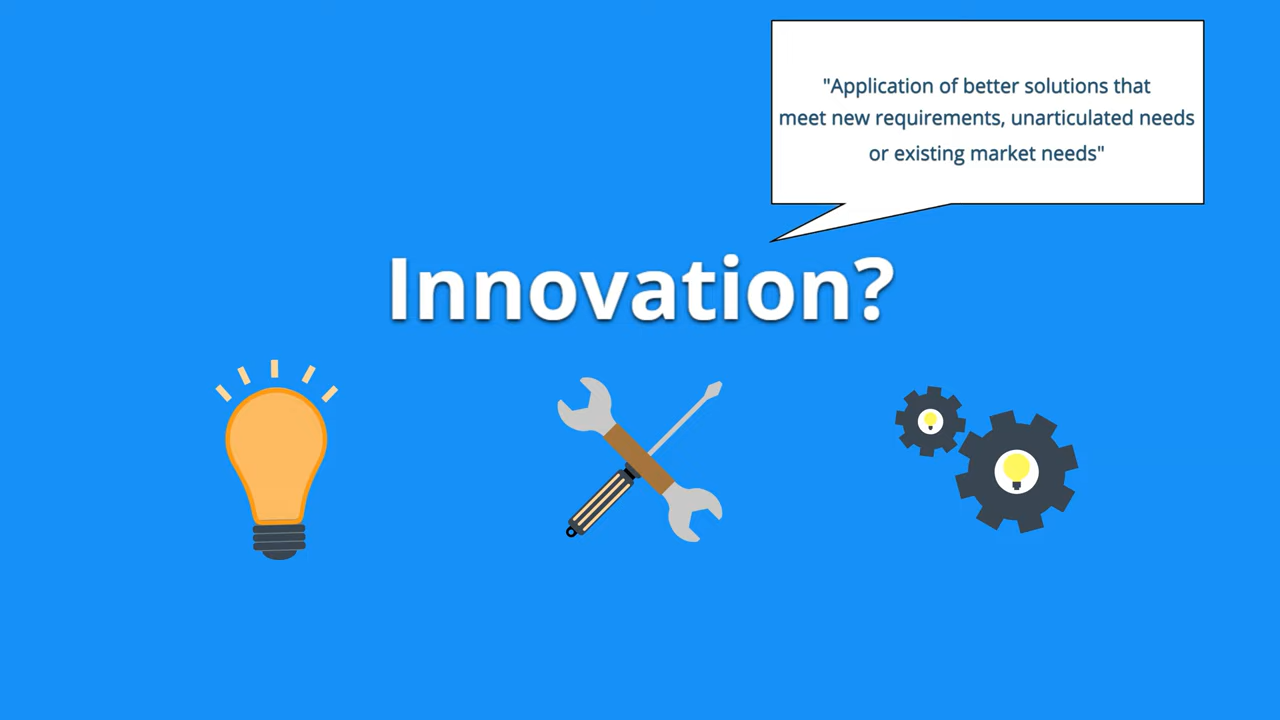 "Application of better solutions that
meet new requirements, unarticulated needs
or existing market needs"
Innovation?